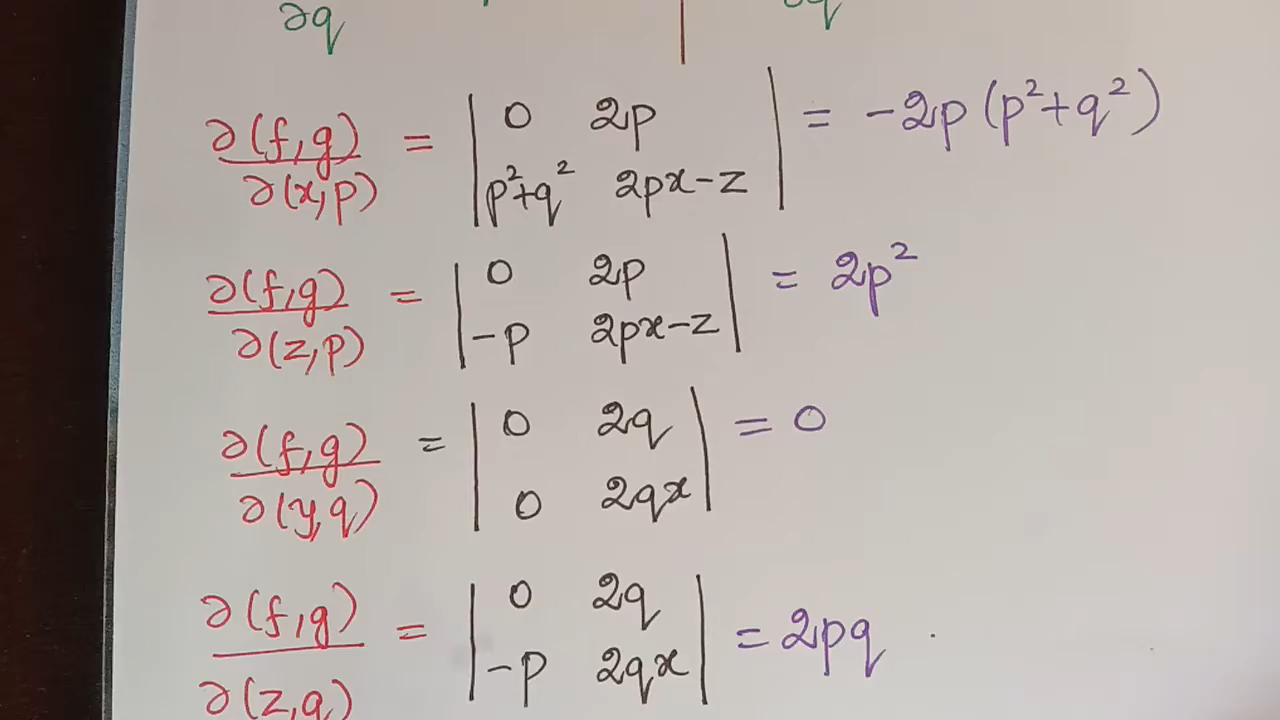 ∂q ∂q
∂(f,g)/∂(x,p) = | 0 2p | = -2p (p²+q²)
| p²+q² 2px-z |
∂(f,g)/∂(z,p) = | 0 2p | = 2p²
| -p 2px-z |
∂(f,g)/∂(y,q) = | 0 2q | = 0
| 0 2qx |
∂(f,g)/∂(z,q) = | 0 2q | = 2pq
| -p 2qx |